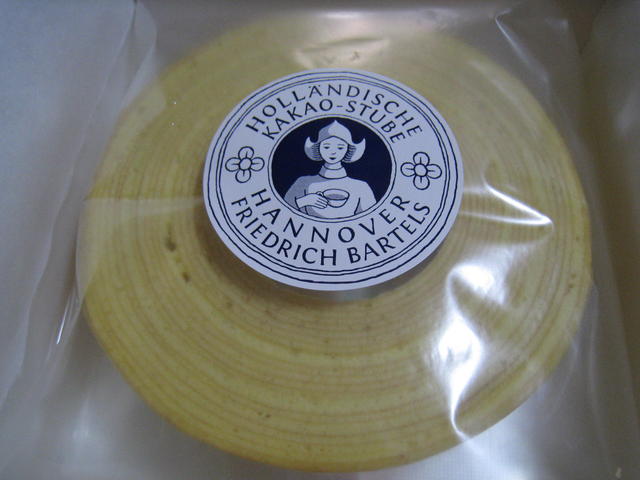 HOLLÄNDISCHE
KAKAO-STUBE
HANNOVER
FRIEDRICH BARTELS